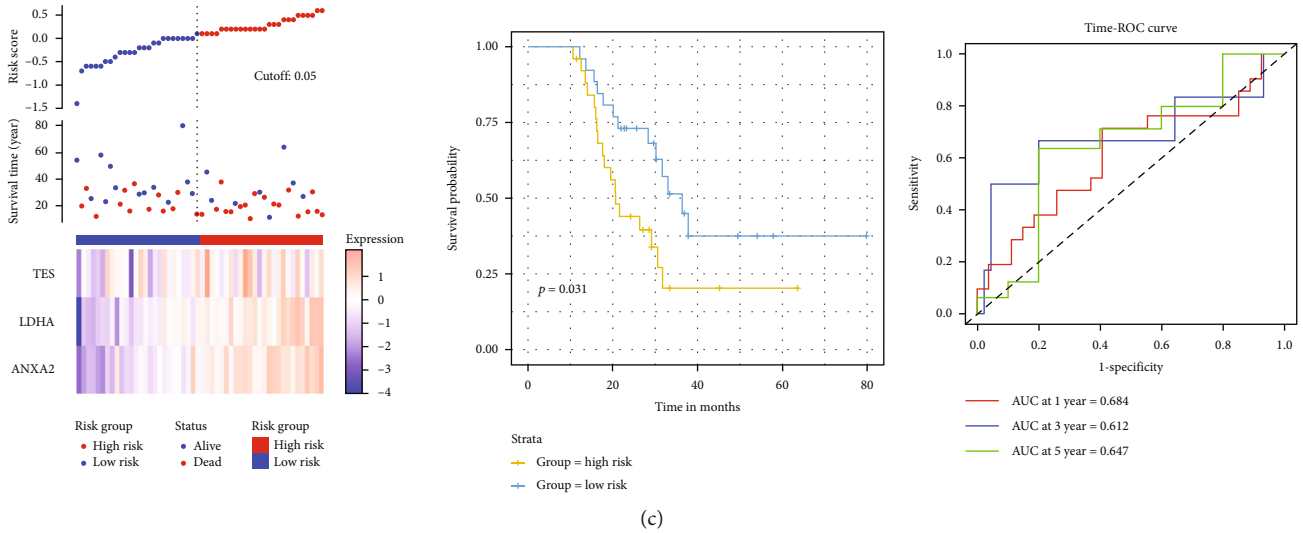 Risk score
0.5
0.0
−0.5
−1.0
−1.5
Cutoff: 0.05
Survival time (year)
80
60
40
20
TES
LDHA
ANXA2
Expression
1
0
−1
−2
−3
−4
Risk group
High risk
Low risk
Status
Alive
Dead
Risk group
High risk
Low risk
Survival probability
1.00
0.75
0.50
0.25
0.00
p = 0.031
0 20 40 60 80
Time in months
Strata
Group = high risk
Group = low risk
Time-ROC curve
Sensitivity
1.0
0.8
0.6
0.4
0.2
0.0
0.0 0.2 0.4 0.6 0.8 1.0
1-specificity
AUC at 1 year = 0.684
AUC at 3 year = 0.612
AUC at 5 year = 0.647
(c)